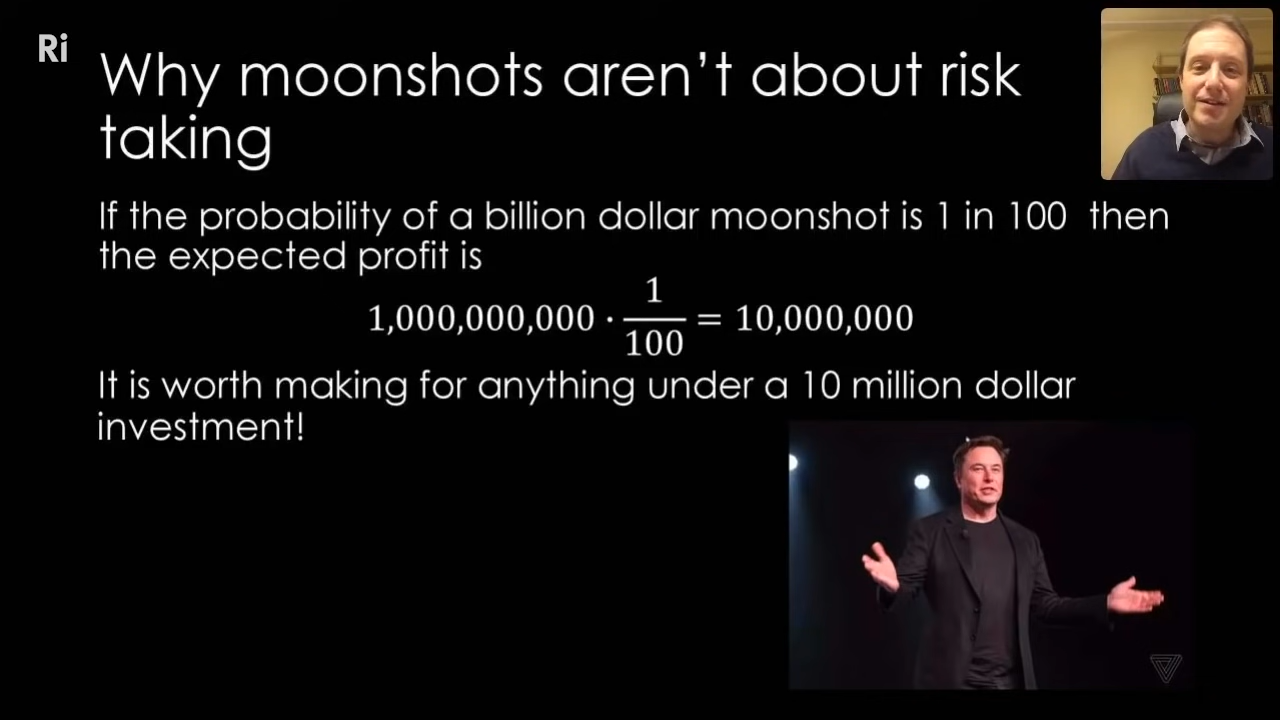 Ri
Why moonshots aren’t about risk
taking
If the probability of a billion dollar moonshot is 1 in 100 then
the expected profit is
1,000,000,000 · 1/100 = 10,000,000
It is worth making for anything under a 10 million dollar
investment!